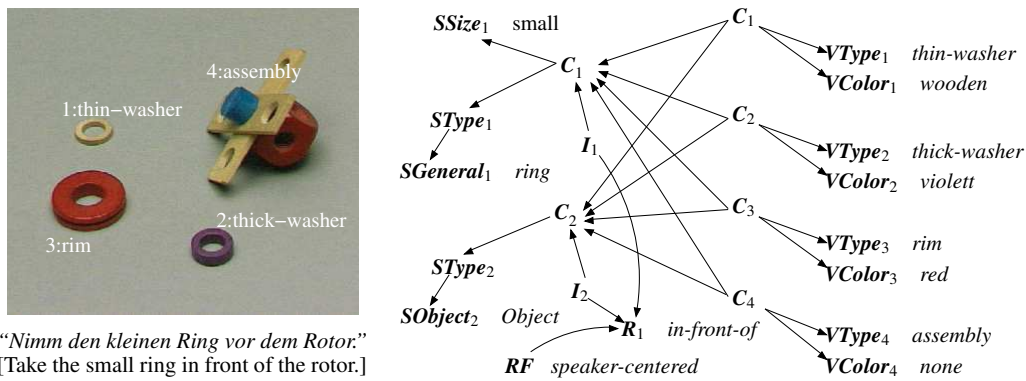 4:assembly
1:thin−washer
2:thick−washer
3:rim
“Nimm den kleinen Ring vor dem Rotor.”
[Take the small ring in front of the rotor.]
SSize1 small
C1
SType1
SGeneral1 ring
I1
C2
SType2
SObject2 Object
I2
R1 in-front-of
RF speaker-centered
C1
VType1 thin-washer
VColor1 wooden
C2
VType2 thick-washer
VColor2 violett
C3
VType3 rim
VColor3 red
C4
VType4 assembly
VColor4 none